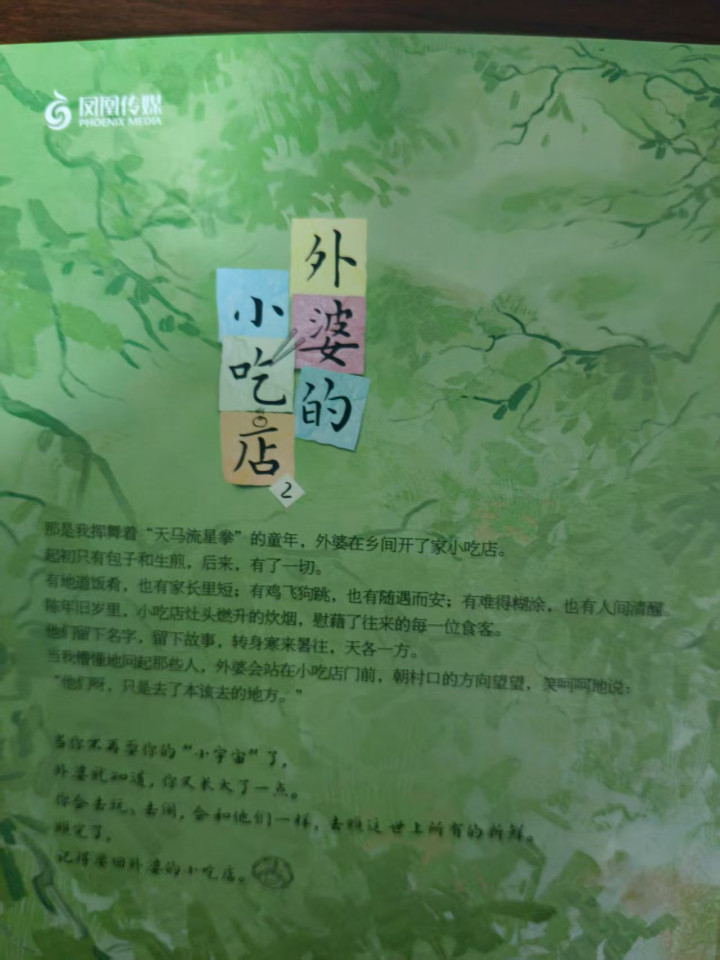 凤凰传媒
PHOENIX MEDIA
外婆的
小吃店
2
那是我挥舞着“天马流星拳”的童年，外婆在乡间开了家小吃店。
起初只有包子和生煎，后来，有了一切。
有地道饭肴，也有家长里短；有鸡飞狗跳，也有随遇而安；有难得糊涂，也有人间清醒。
陈年旧岁里，小吃店灶头燃升的炊烟，慰藉了往来的每一位食客。
他们留下名字，留下故事，转身寒来暑往，天各一方。
当我懵懂地问起那些人，外婆会站在小吃店门前，朝村口的方向望望，笑呵呵地说：
“他们呀，只是去了本该去的地方。”
当你不再耍你的“小宇宙”了，
外婆就知道，你又长大了一点。
你会去玩、去闹，会和他们一样，去瞧这世上所有的新鲜。
瞧完了，
记得要回外婆的小吃店。